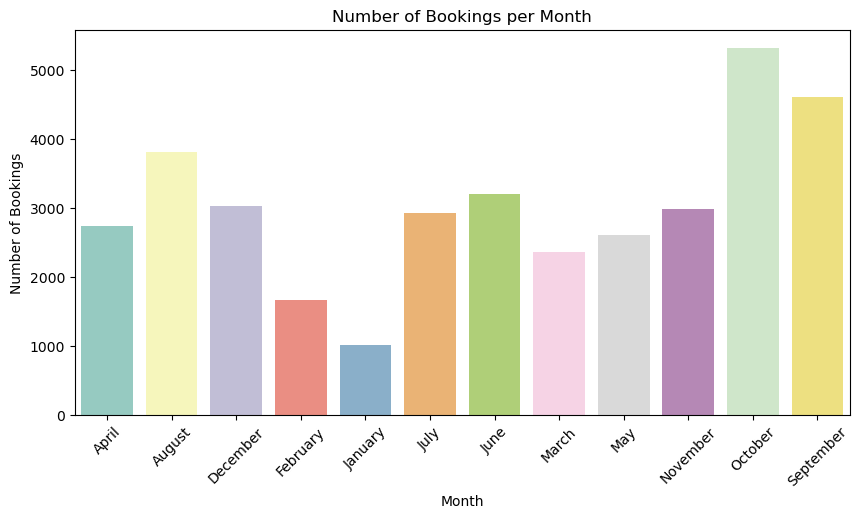 Number of Bookings per Month
Number of Bookings
5000
4000
3000
2000
1000
0
April
August
December
February
January
July
June
March
May
November
October
September
Month